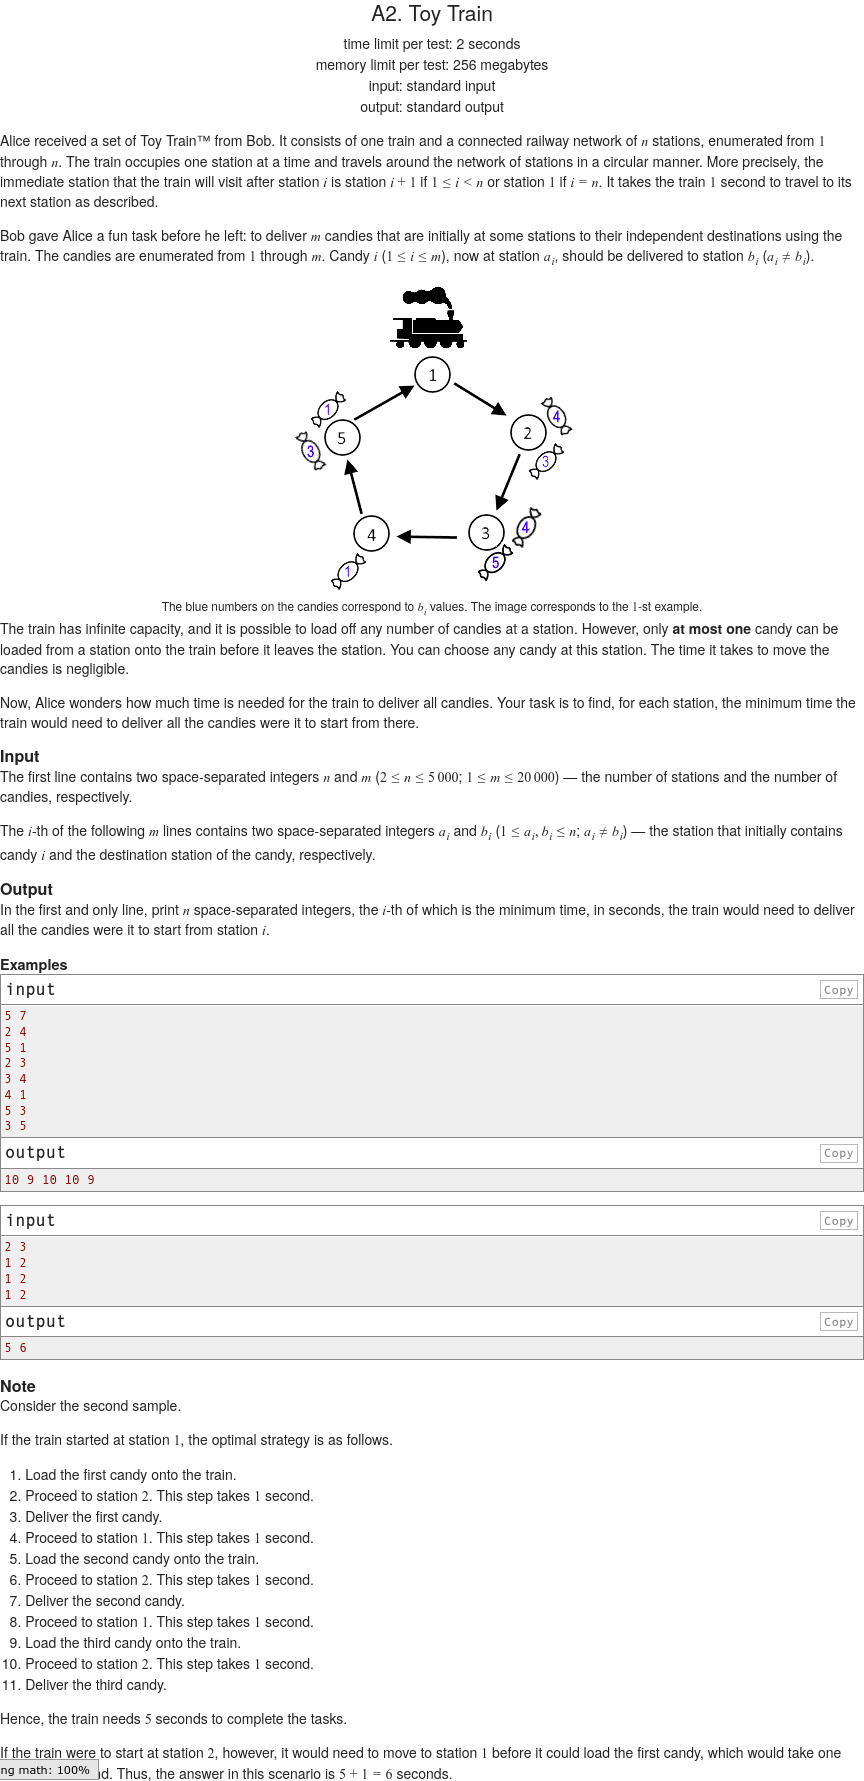 A2. Toy Train
time limit per test: 2 seconds
memory limit per test: 256 megabytes
input: standard input
output: standard output
Alice received a set of Toy Train™ from Bob. It consists of one train and a connected railway network of n stations, enumerated from 1
through n. The train occupies one station at a time and travels around the network of stations in a circular manner. More precisely, the
immediate station that the train will visit after station i is station i + 1 if 1 ≤ i < n or station 1 if i = n. It takes the train 1 second to travel to its
next station as described.
Bob gave Alice a fun task before he left: to deliver m candies that are initially at some stations to their independent destinations using the
train. The candies are enumerated from 1 through m. Candy i (1 ≤ i ≤ m), now at station a_i, should be delivered to station b_i (a_i ≠ b_i).
1
1
4
5
2
3
3
4
3
4
5
1
The blue numbers on the candies correspond to b_i values. The image corresponds to the 1-st example.
The train has infinite capacity, and it is possible to load off any number of candies at a station. However, only at most one candy can be
loaded from a station onto the train before it leaves the station. You can choose any candy at this station. The time it takes to move the
candies is negligible.
Now, Alice wonders how much time is needed for the train to deliver all candies. Your task is to find, for each station, the minimum time the
train would need to deliver all the candies were it to start from there.
Input
The first line contains two space-separated integers n and m (2 ≤ n ≤ 5 000; 1 ≤ m ≤ 20 000) — the number of stations and the number of
candies, respectively.
The i-th of the following m lines contains two space-separated integers a_i and b_i (1 ≤ a_i, b_i ≤ n; a_i ≠ b_i) — the station that initially contains
candy i and the destination station of the candy, respectively.
Output
In the first and only line, print n space-separated integers, the i-th of which is the minimum time, in seconds, the train would need to deliver
all the candies were it to start from station i.
Examples
input Copy
5 7
2 4
5 1
2 3
3 4
4 1
5 3
3 5
output Copy
10 9 10 10 9
input Copy
2 3
1 2
1 2
1 2
output Copy
5 6
Note
Consider the second sample.
If the train started at station 1, the optimal strategy is as follows.
1. Load the first candy onto the train.
2. Proceed to station 2. This step takes 1 second.
3. Deliver the first candy.
4. Proceed to station 1. This step takes 1 second.
5. Load the second candy onto the train.
6. Proceed to station 2. This step takes 1 second.
7. Deliver the second candy.
8. Proceed to station 1. This step takes 1 second.
9. Load the third candy onto the train.
10. Proceed to station 2. This step takes 1 second.
11. Deliver the third candy.
Hence, the train needs 5 seconds to complete the tasks.
If the train were to start at station 2, however, it would need to move to station 1 before it could load the first candy, which would take one
ng math: 100% nd. Thus, the answer in this scenario is 5 + 1 = 6 seconds.